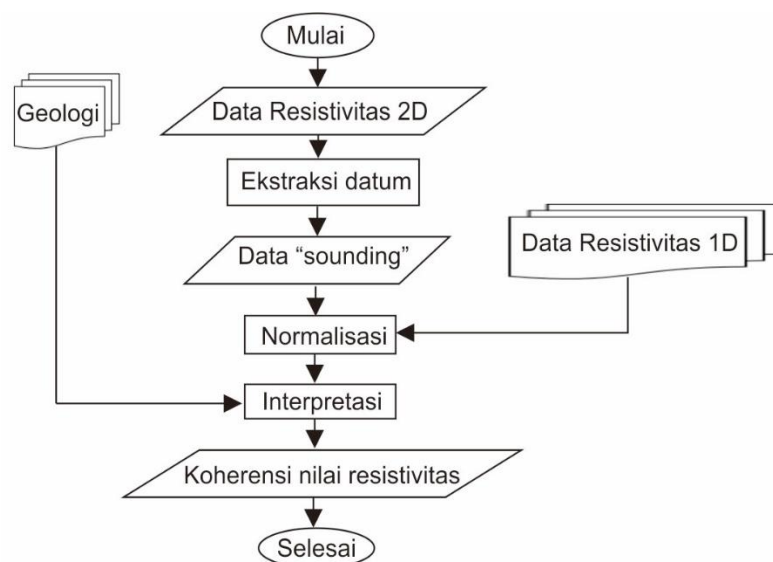 Mulai
Data Resistivitas 2D
Geologi
Ekstraksi datum
Data “sounding”
Data Resistivitas 1D
Normalisasi
Interpretasi
Koherensi nilai resistivitas
Selesai